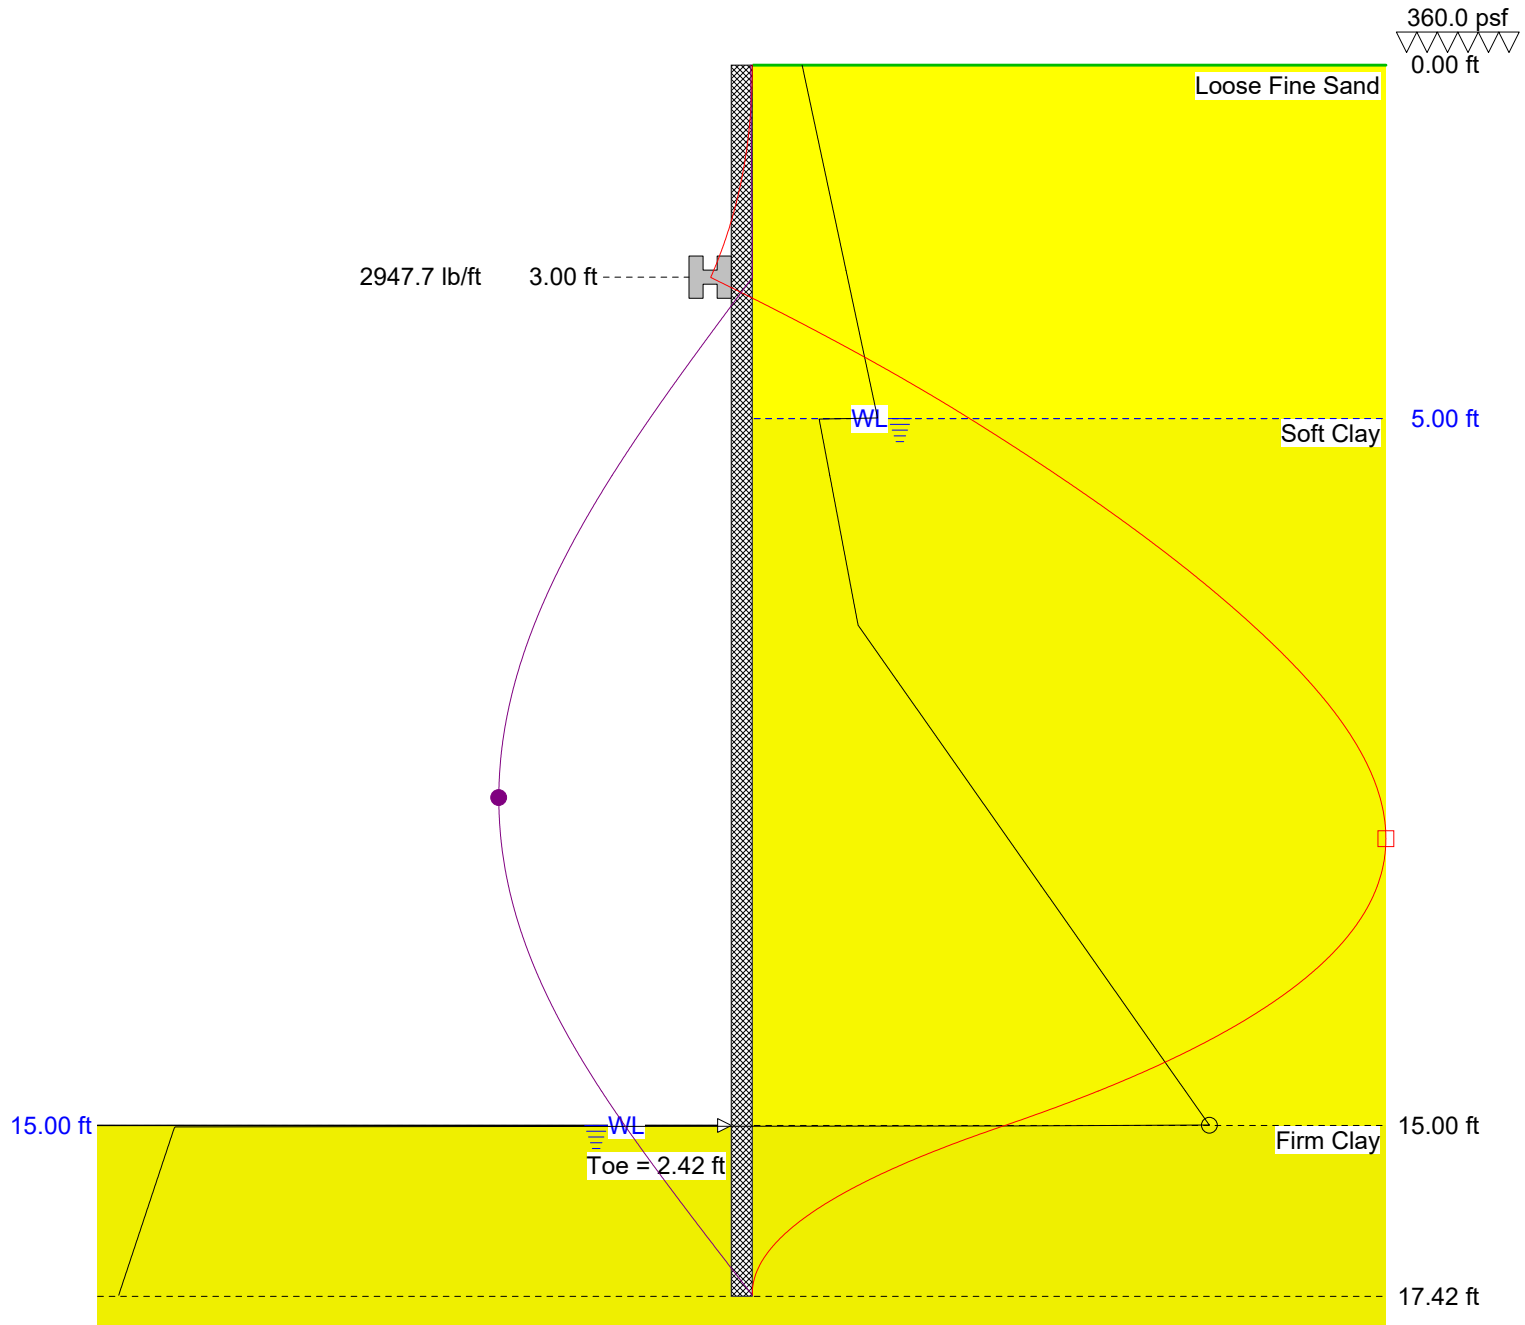 360.0 psf
0.00 ft
Loose Fine Sand
2947.7 lb/ft 3.00 ft
WL
5.00 ft
Soft Clay
15.00 ft
WL
15.00 ft
Firm Clay
Toe = 2.42 ft
17.42 ft